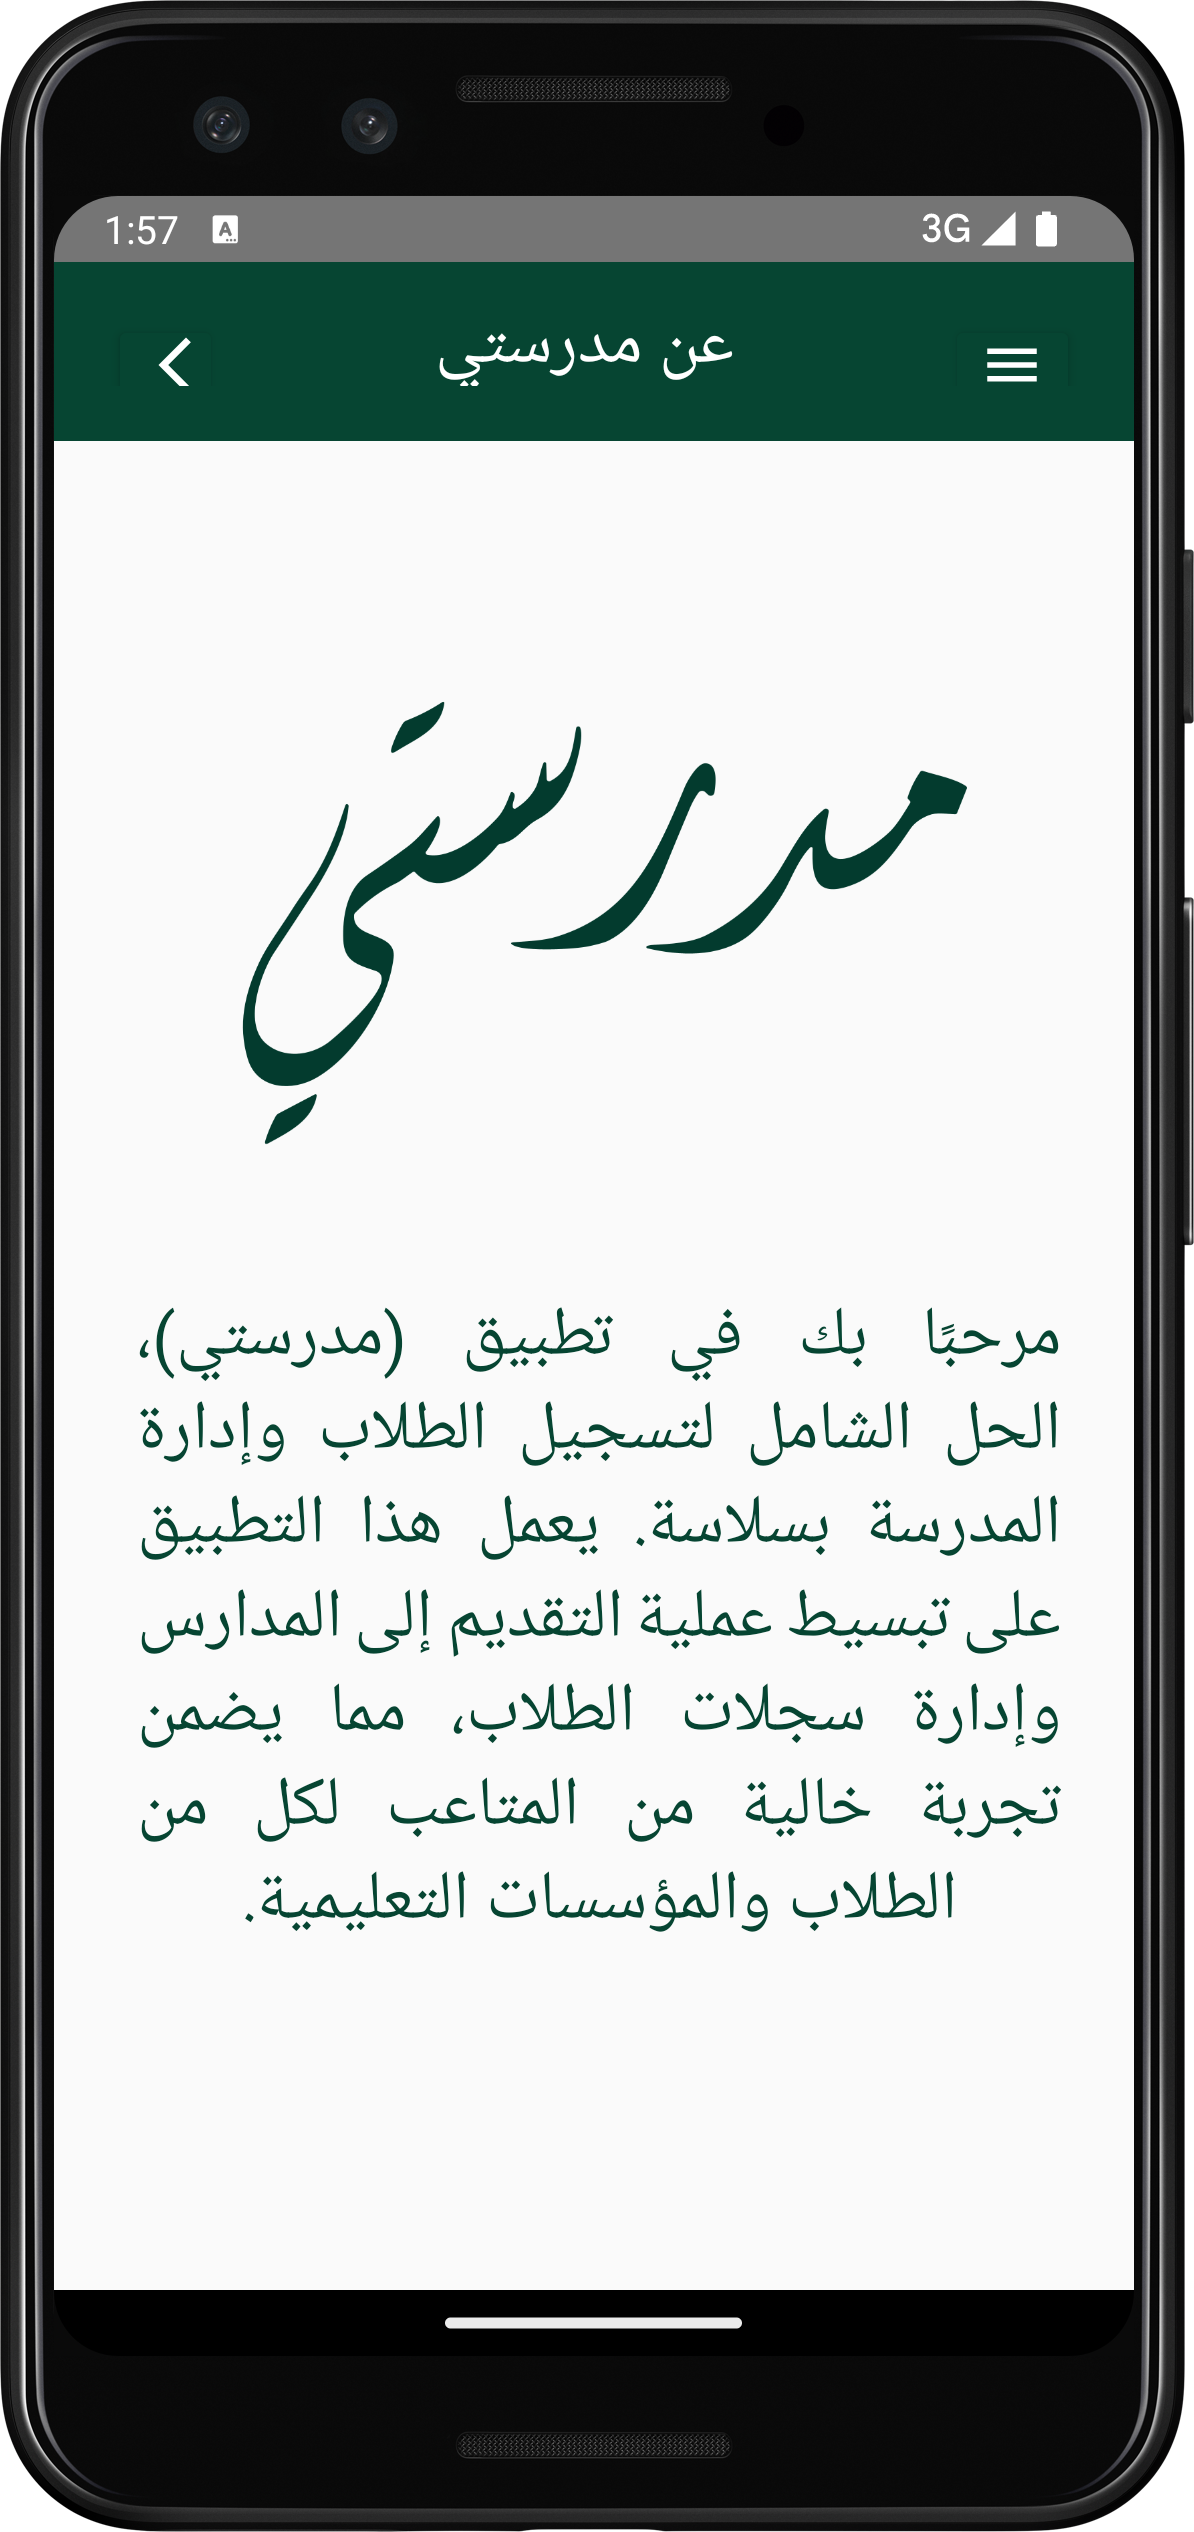 1:57
3G
عن مدرستي
مدرستي
مرحبًا بك في تطبيق (مدرستي)،
الحل الشامل لتسجيل الطلاب وإدارة
المدرسة بسلاسة. يعمل هذا التطبيق
على تبسيط عملية التقديم إلى المدارس
وإدارة سجلات الطلاب، مما يضمن
تجربة خالية من المتاعب لكل من
الطلاب والمؤسسات التعليمية.